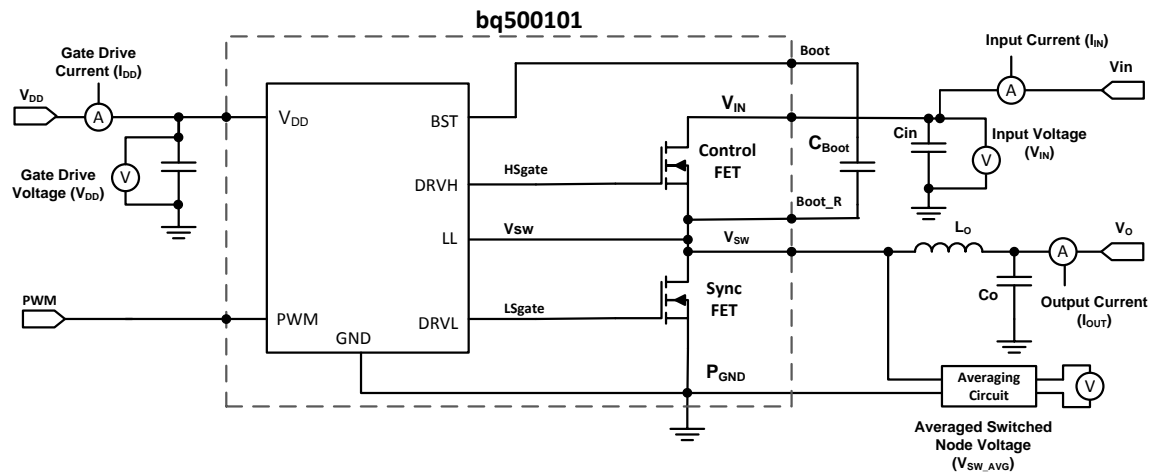 bq500101
Gate Drive
Current (IDD)
VDD
A
Gate Drive
Voltage (VDD)
V
PWM
VDD
BST
DRVH
LL
DRVL
PWM
GND
HSgate
Vsw
LSgate
Control
FET
Sync
FET
VIN
Boot
CBoot
Boot_R
VSW
PGND
Input Current (IIN)
A
Vin
Cin
V
Input Voltage
(VIN)
LO
VO
A
Co
Output Current
(IOUT)
Averaging
Circuit
V
Averaged Switched
Node Voltage
(VSW_AVG)